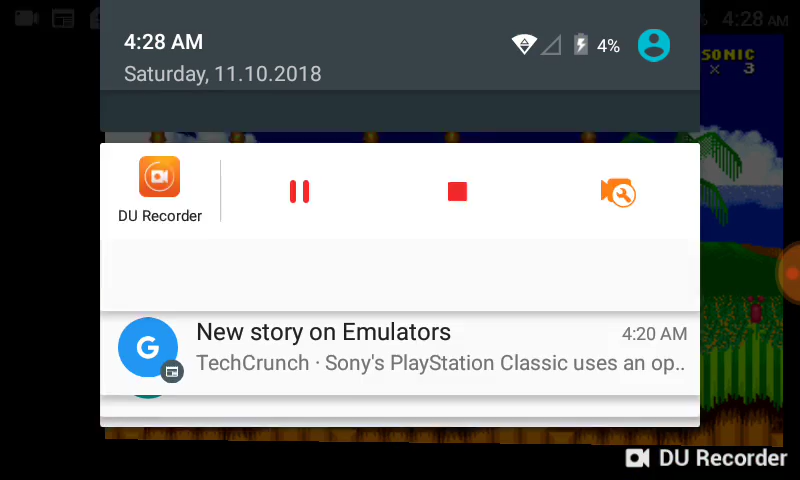 4:28 AM
4:28 AM
4%
Saturday, 11.10.2018
SONIC
× 3
DU Recorder
New story on Emulators
4:20 AM
TechCrunch · Sony's PlayStation Classic uses an op..
DU Recorder